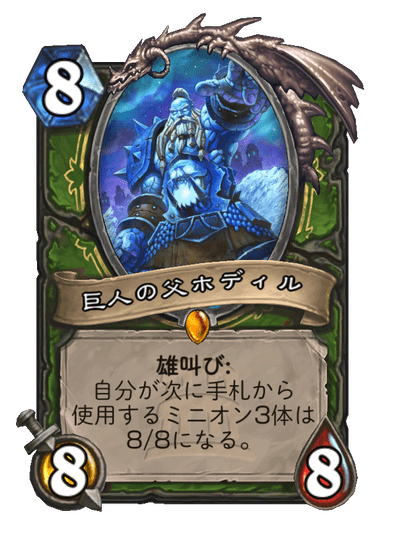 8
巨人の父ホディル
雄叫び:
自分が次に手札から
使用するミニオン3体は
8/8になる。
8
8